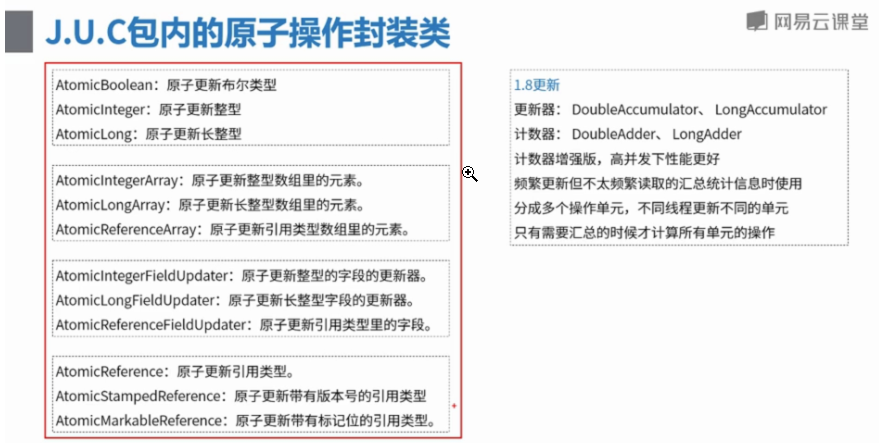 J.U.C包内的原子操作封装类
网易云课堂
AtomicBoolean：原子更新布尔类型
AtomicInteger：原子更新整型
AtomicLong：原子更新长整型
AtomicIntegerArray：原子更新整型数组里的元素。
AtomicLongArray：原子更新长整型数组里的元素。
AtomicReferenceArray：原子更新引用类型数组里的元素。
AtomicIntegerFieldUpdater：原子更新整型的字段的更新器。
AtomicLongFieldUpdater：原子更新长整型字段的更新器。
AtomicReferenceFieldUpdater：原子更新引用类型里的字段。
AtomicReference：原子更新引用类型。
AtomicStampedReference：原子更新带有版本号的引用类型
AtomicMarkableReference：原子更新带有标记位的引用类型。
1.8更新
更新器： DoubleAccumulator、 LongAccumulator
计数器： DoubleAdder、 LongAdder
计数器增强版，高并发下性能更好
频繁更新但不太频繁读取的汇总统计信息时使用
分成多个操作单元，不同线程更新不同的单元
只有需要汇总的时候才计算所有单元的操作